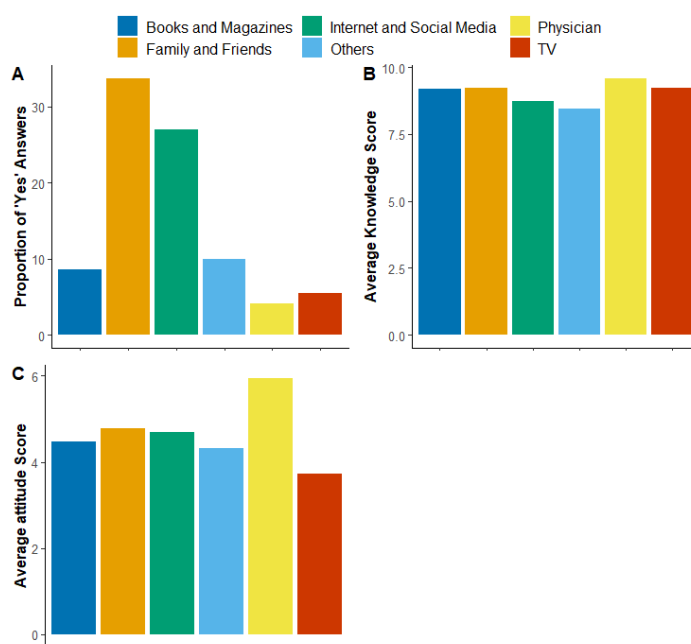 Books and Magazines Internet and Social Media Physician
Family and Friends Others TV
A
Proportion of 'Yes' Answers
30
20
10
0
B
Average Knowledge Score
10.0
7.5
5.0
2.5
0.0
C
Average attitude Score
6
4
2
0